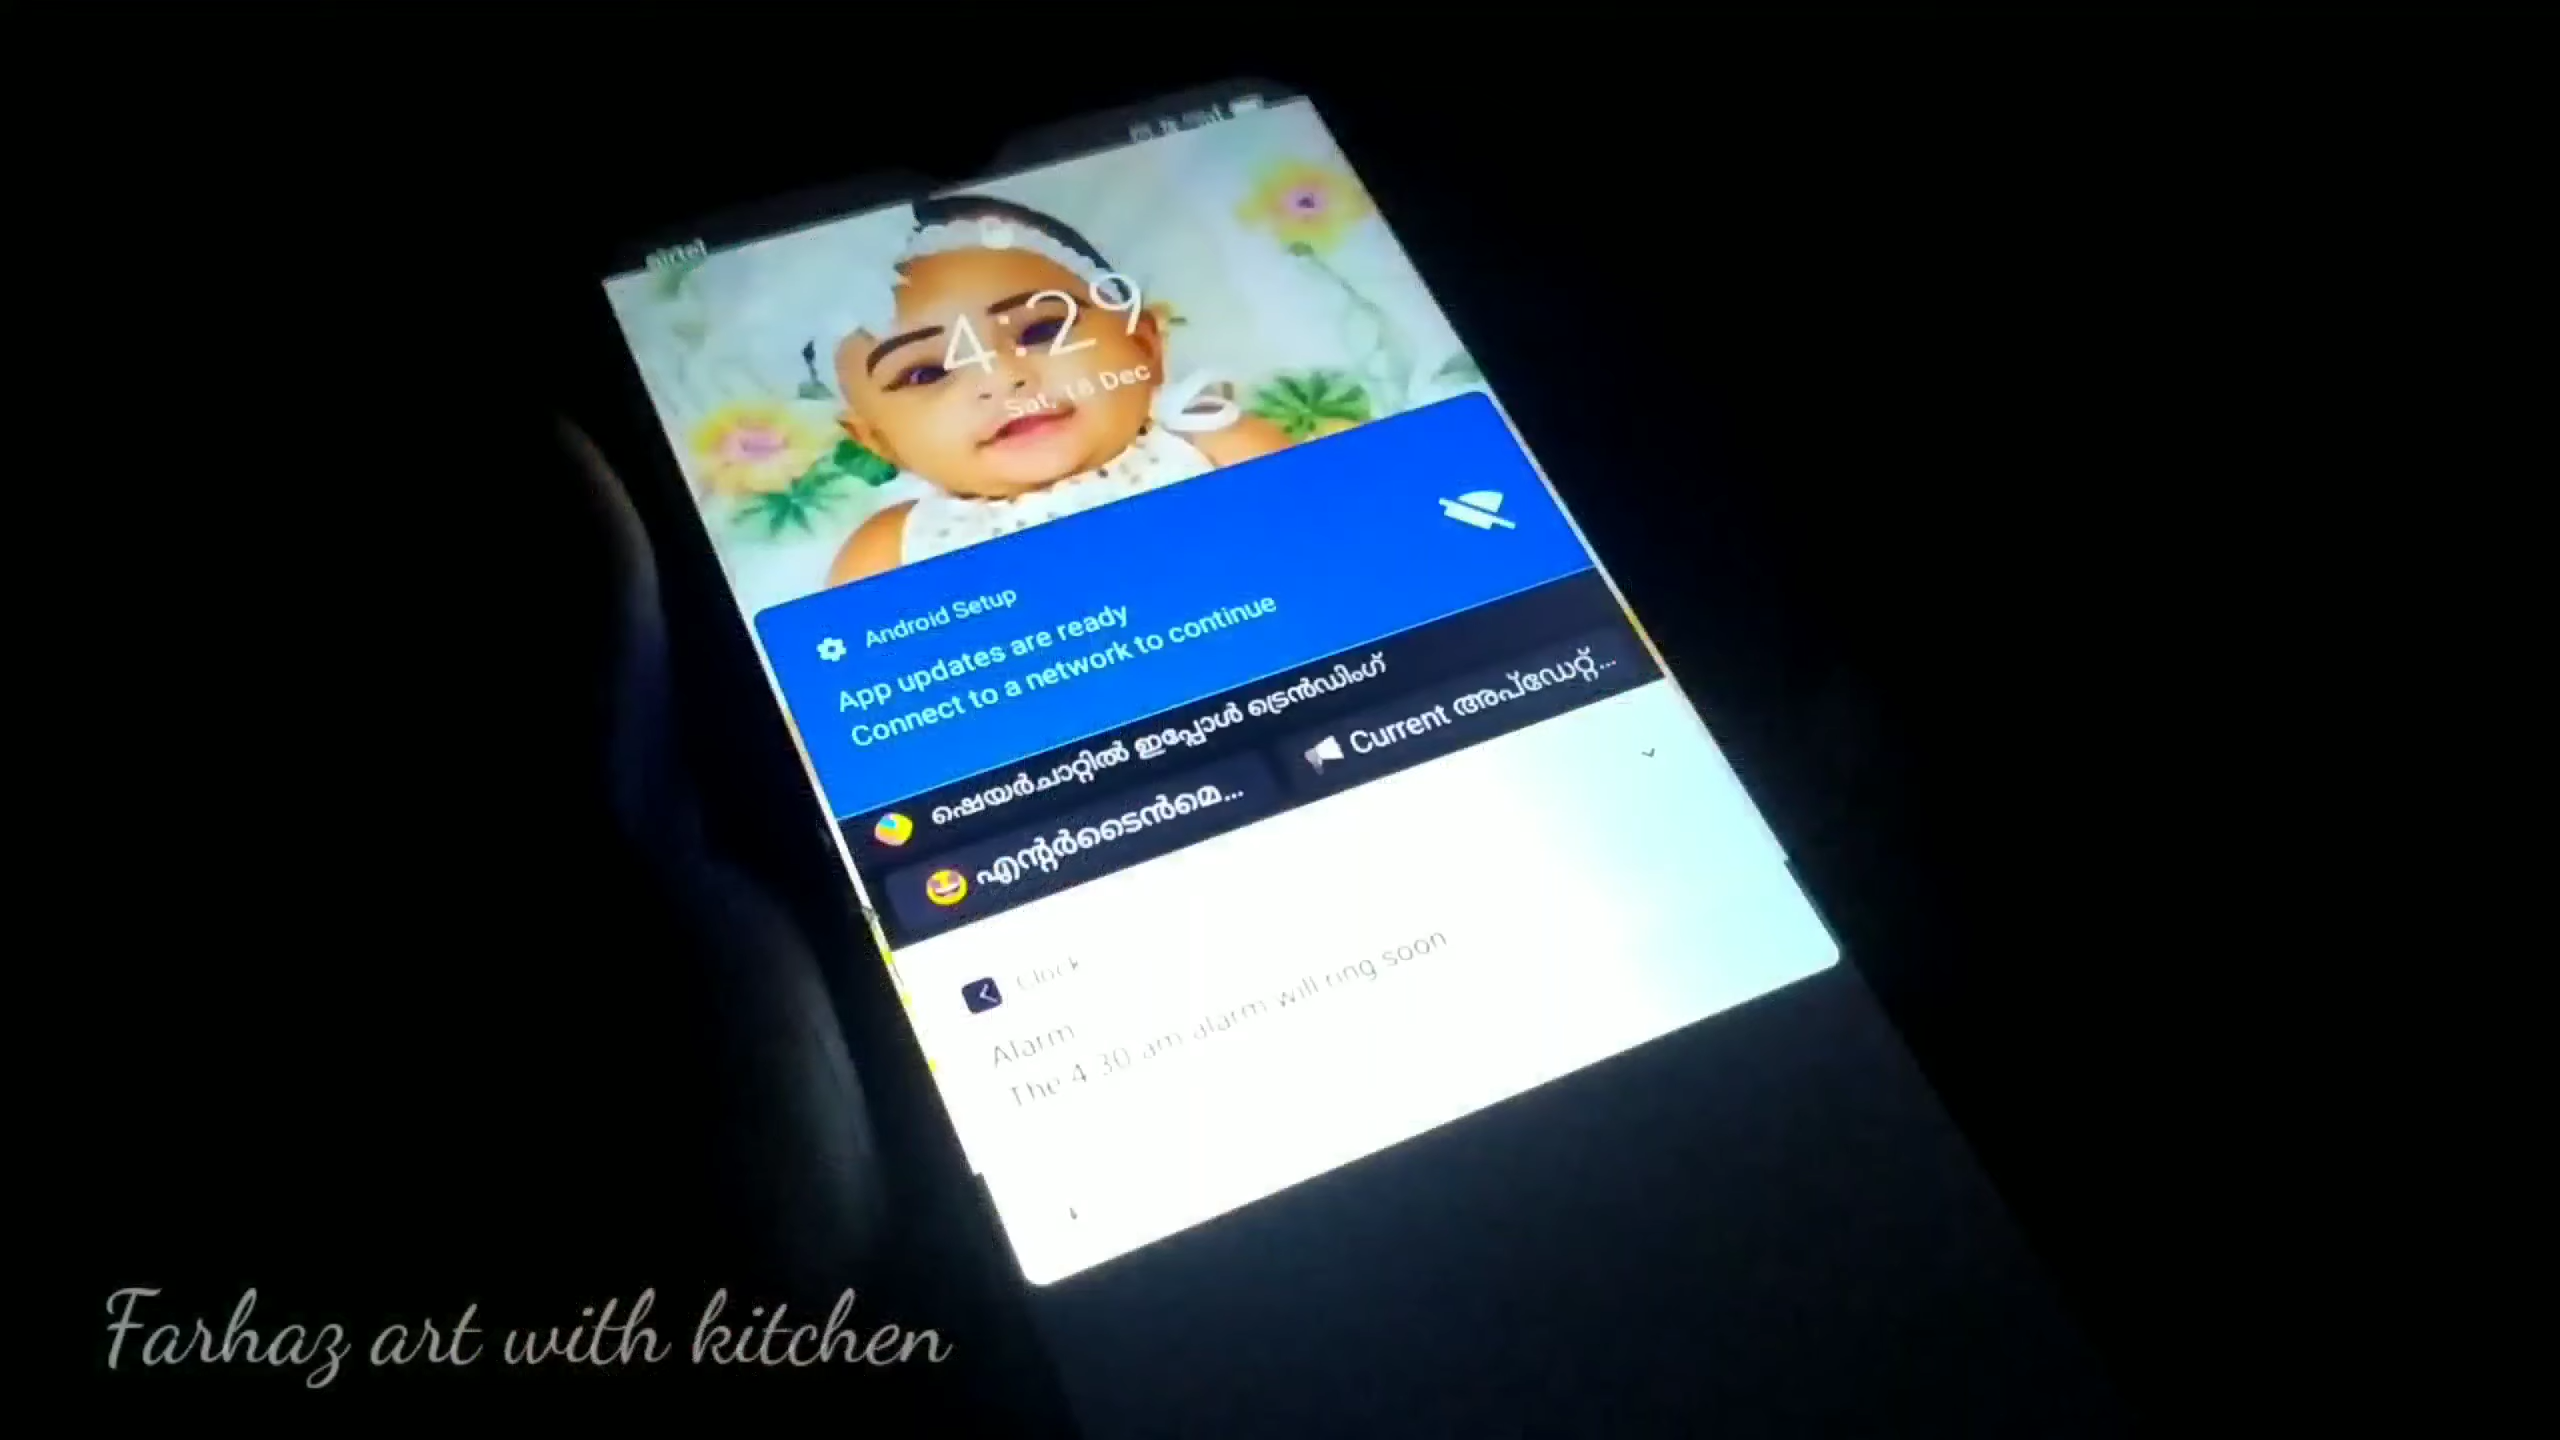 airtel
4:29
Sat, 18 Dec
Android Setup
App updates are ready
Connect to a network to continue
ഷെയർചാറ്റിൽ ഇപ്പോൾ ട്രെൻഡിംഗ്
🤩 എന്റർടൈൻമെ... 📢 Current അപ്ഡേറ്റ്...
Clock
Alarm
The 4:30 am alarm will ring soon
Farhaz art with kitchen